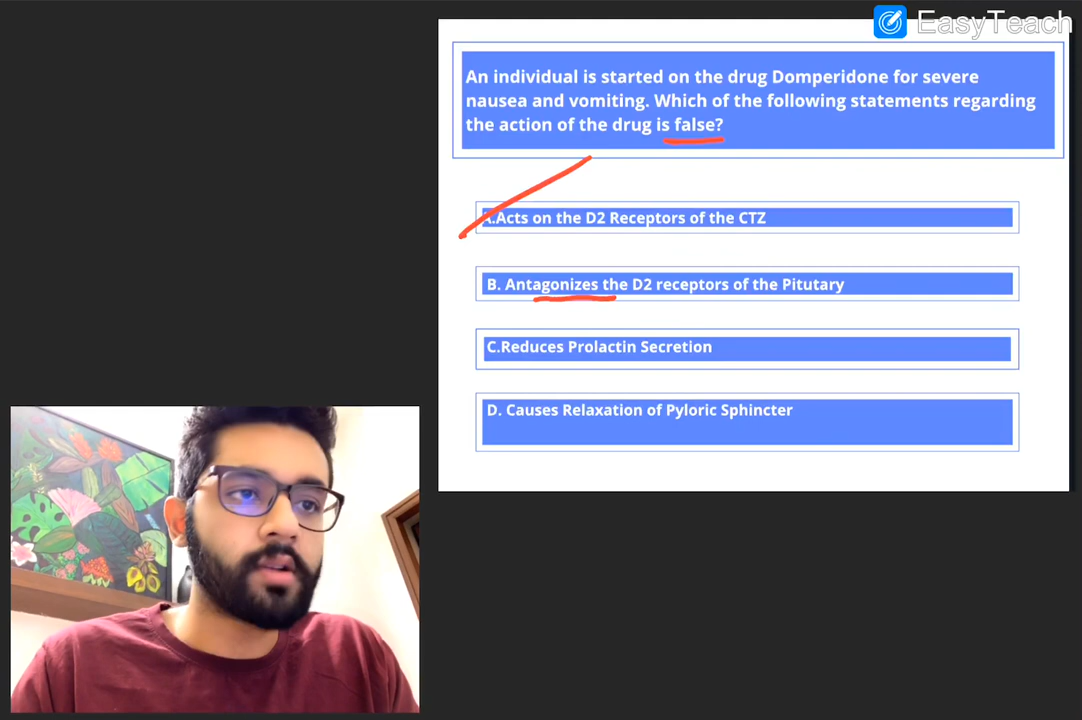 EasyTeach
An individual is started on the drug Domperidone for severe
nausea and vomiting. Which of the following statements regarding
the action of the drug is false?
A.Acts on the D2 Receptors of the CTZ
B. Antagonizes the D2 receptors of the Pitutary
C.Reduces Prolactin Secretion
D. Causes Relaxation of Pyloric Sphincter